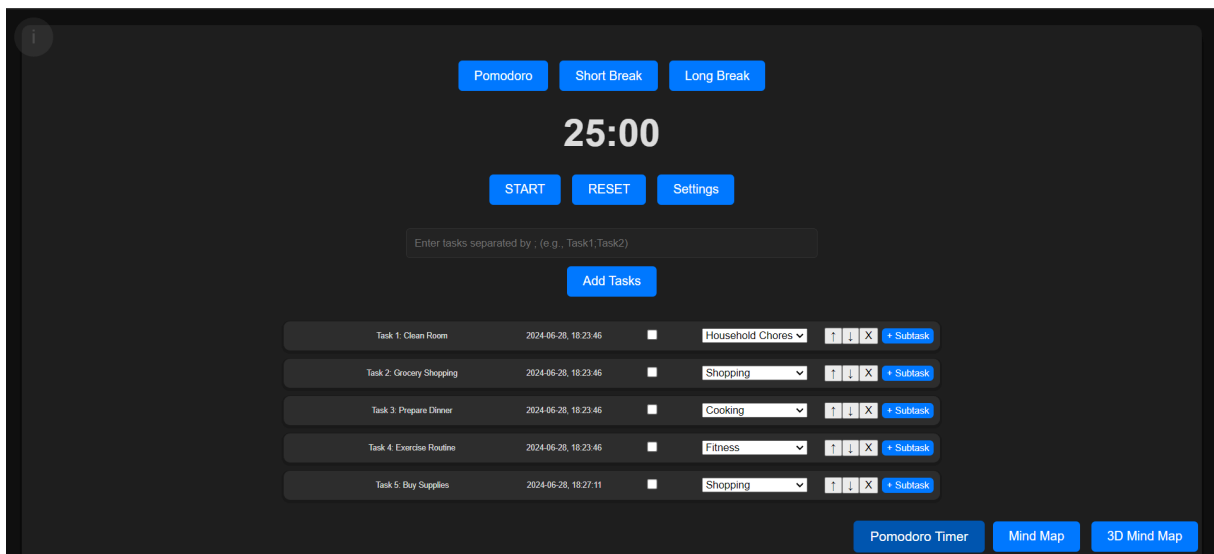 i
Pomodoro Short Break Long Break
25:00
START RESET Settings
Enter tasks separated by ; (e.g., Task1;Task2)
Add Tasks
Task 1: Clean Room 2024-06-28, 18:23:46 Household Chores ↑ ↓ X + Subtask
Task 2: Grocery Shopping 2024-06-28, 18:23:46 Shopping ↑ ↓ X + Subtask
Task 3: Prepare Dinner 2024-06-28, 18:23:46 Cooking ↑ ↓ X + Subtask
Task 4: Exercise Routine 2024-06-28, 18:23:46 Fitness ↑ ↓ X + Subtask
Task 5: Buy Supplies 2024-06-28, 18:27:11 Shopping ↑ ↓ X + Subtask
Pomodoro Timer Mind Map 3D Mind Map